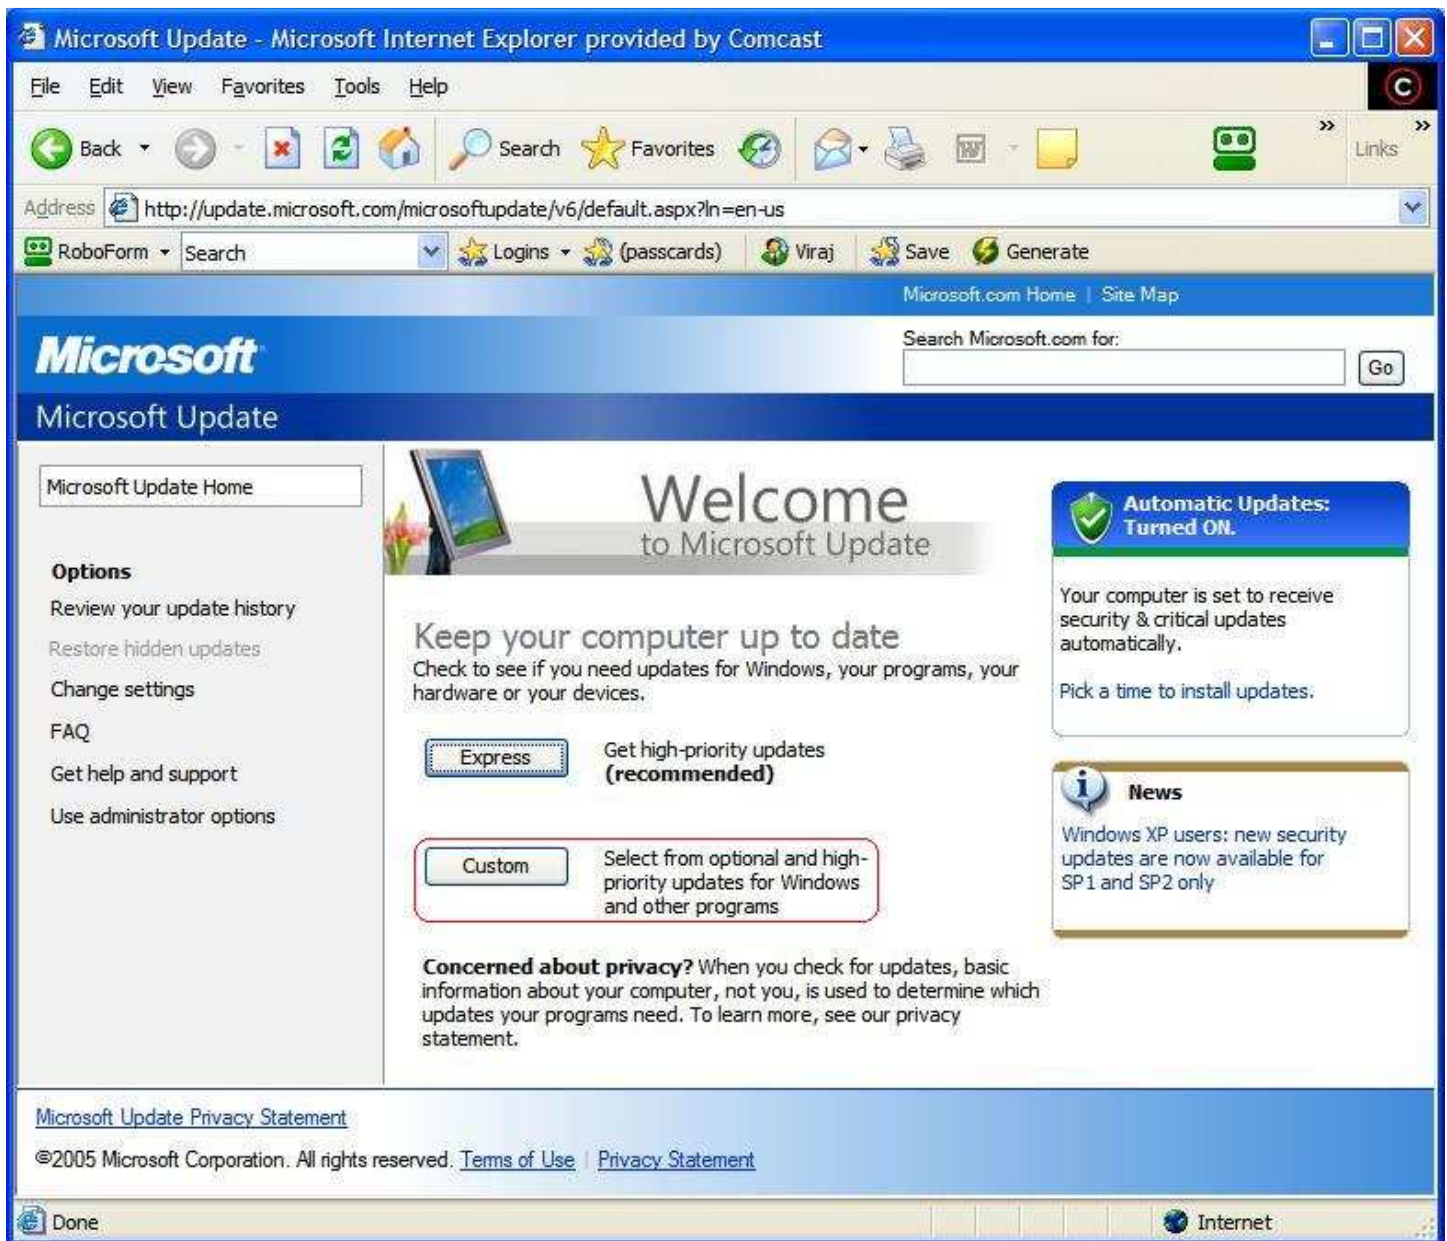 Microsoft Update - Microsoft Internet Explorer provided by Comcast
File Edit View Favorites Tools Help
C
Back Search Favorites W » Links »
Address http://update.microsoft.com/microsoftupdate/v6/default.aspx?ln=en-us
RoboForm Search Logins (passcards) Viraj Save Generate
Microsoft.com Home | Site Map
Microsoft
Search Microsoft.com for:
Go
Microsoft Update
Microsoft Update Home
Options
Review your update history
Restore hidden updates
Change settings
FAQ
Get help and support
Use administrator options
Welcome
to Microsoft Update
Keep your computer up to date
Check to see if you need updates for Windows, your programs, your
hardware or your devices.
Express
Get high-priority updates
(recommended)
Custom
Select from optional and high-
priority updates for Windows
and other programs
Concerned about privacy? When you check for updates, basic
information about your computer, not you, is used to determine which
updates your programs need. To learn more, see our privacy
statement.
Automatic Updates:
Turned ON.
Your computer is set to receive
security & critical updates
automatically.
Pick a time to install updates.
News
Windows XP users: new security
updates are now available for
SP1 and SP2 only
Microsoft Update Privacy Statement
©2005 Microsoft Corporation. All rights reserved. Terms of Use | Privacy Statement
Done Internet